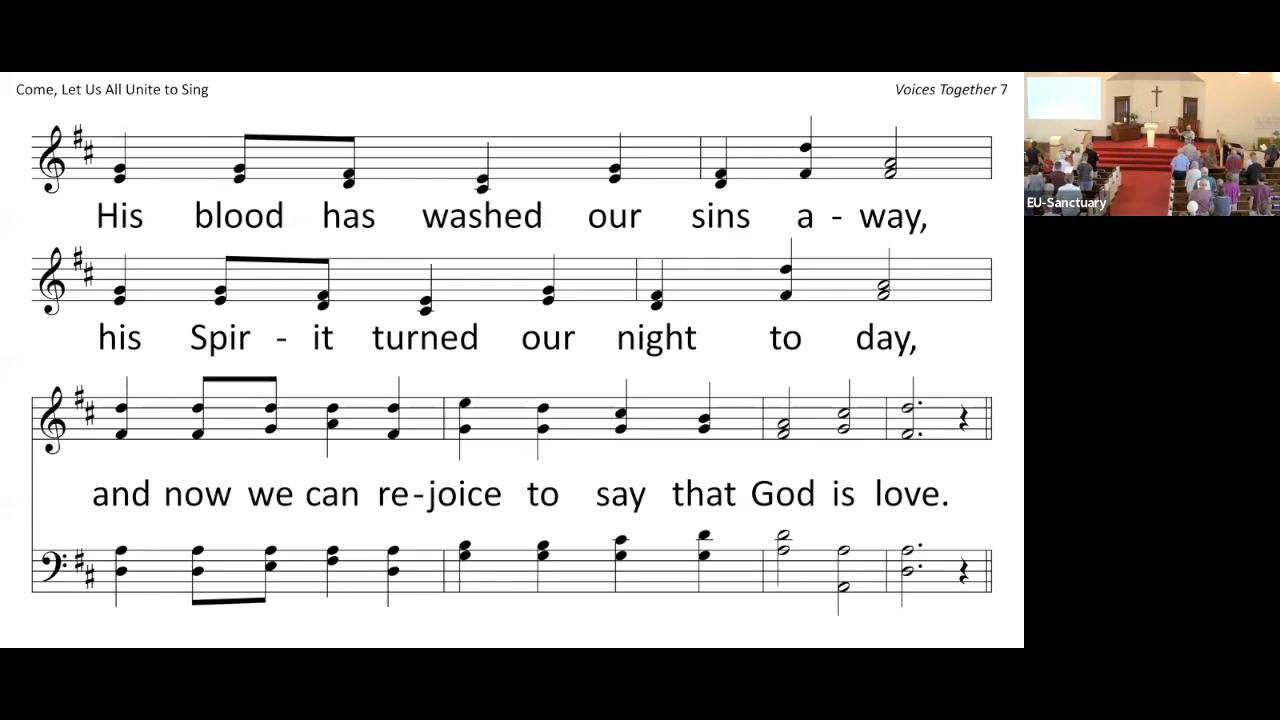 Come, Let Us All Unite to Sing
Voices Together 7
His blood has washed our sins a - way,
his Spir - it turned our night to day,
and now we can re-joice to say that God is love.
EU-Sanctuary